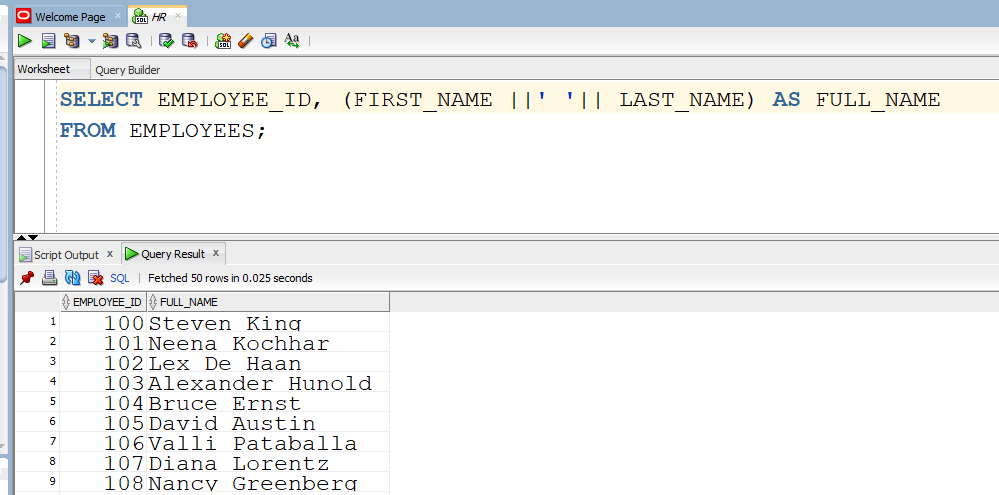 Welcome Page × HR ×
SQL SQL Aa
Worksheet Query Builder
SELECT EMPLOYEE_ID, (FIRST_NAME ||' '|| LAST_NAME) AS FULL_NAME
FROM EMPLOYEES;
Script Output × Query Result ×
SQL | Fetched 50 rows in 0.025 seconds
EMPLOYEE_ID FULL_NAME
1 100 Steven King
2 101 Neena Kochhar
3 102 Lex De Haan
4 103 Alexander Hunold
5 104 Bruce Ernst
6 105 David Austin
7 106 Valli Pataballa
8 107 Diana Lorentz
9 108 Nancy Greenberg